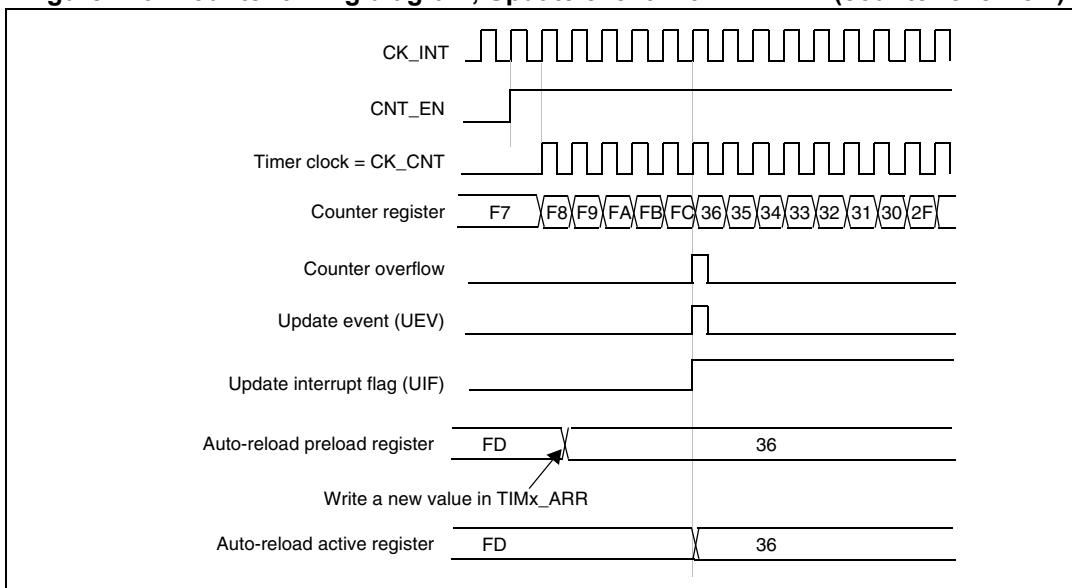 CK_INT
CNT_EN
Timer clock = CK_CNT
Counter register F7 F8 F9 FA FB FC 36 35 34 33 32 31 30 2F
Counter overflow
Update event (UEV)
Update interrupt flag (UIF)
Auto-reload preload register FD 36
Write a new value in TIMx_ARR
Auto-reload active register FD 36